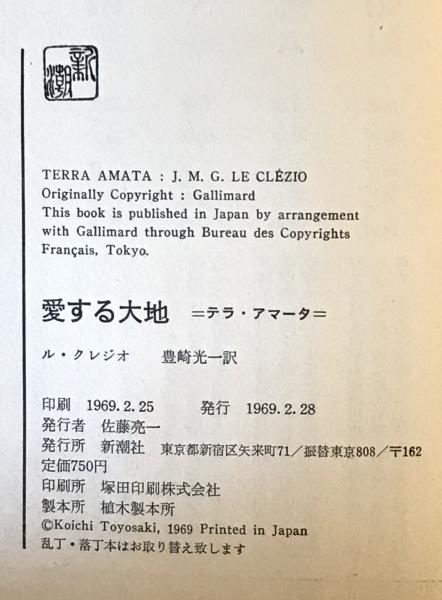 新潮
TERRA AMATA : J. M. G. LE CLÉZIO
Originally Copyright : Gallimard
This book is published in Japan by arrangement
with Gallimard through Bureau des Copyrights
Français, Tokyo.
愛する大地 =テラ・アマータ=
ル・クレジオ 豊崎光一訳
印刷 1969.2.25 発行 1969.2.28
発行者 佐藤亮一
発行所 新潮社 東京都新宿区矢来町71/振替東京808/〒162
定価750円
印刷所 塚田印刷株式会社
製本所 植木製本所
©Koichi Toyosaki, 1969 Printed in Japan
乱丁・落丁本はお取り替え致します